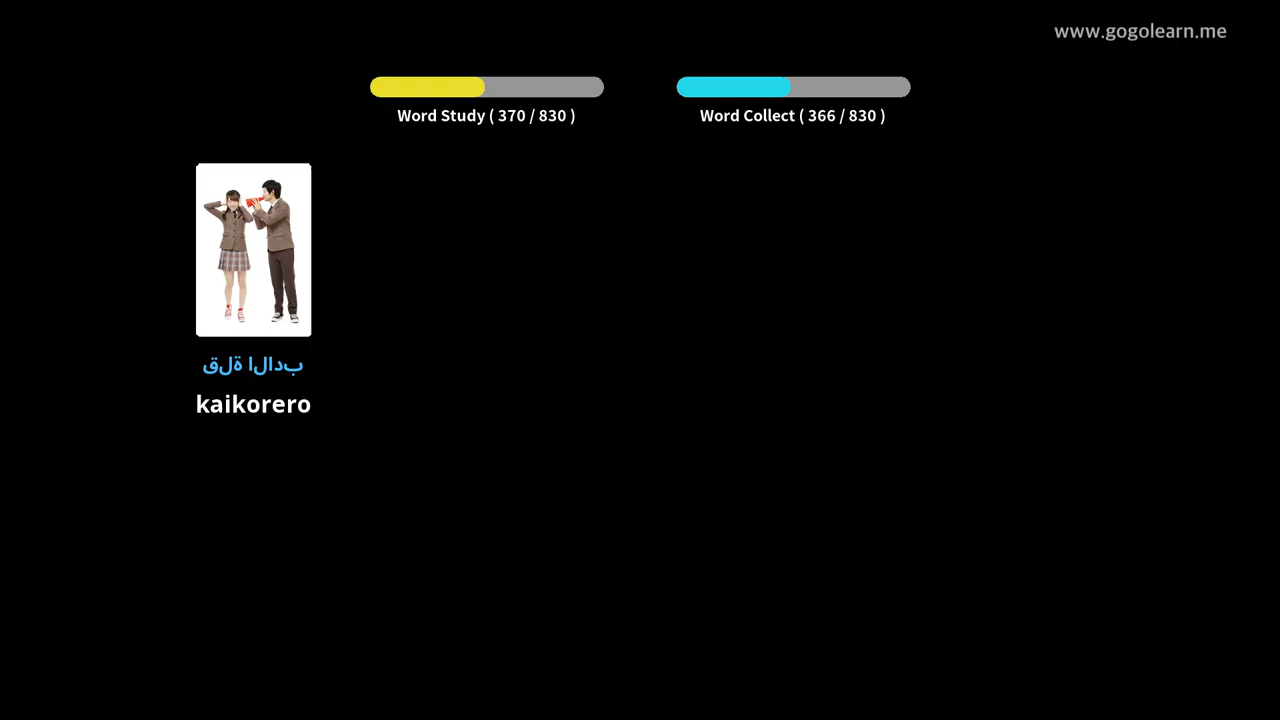 www.gogolearn.me
Word Study ( 370 / 830 )
Word Collect ( 366 / 830 )
قلة الادب
kaikorero